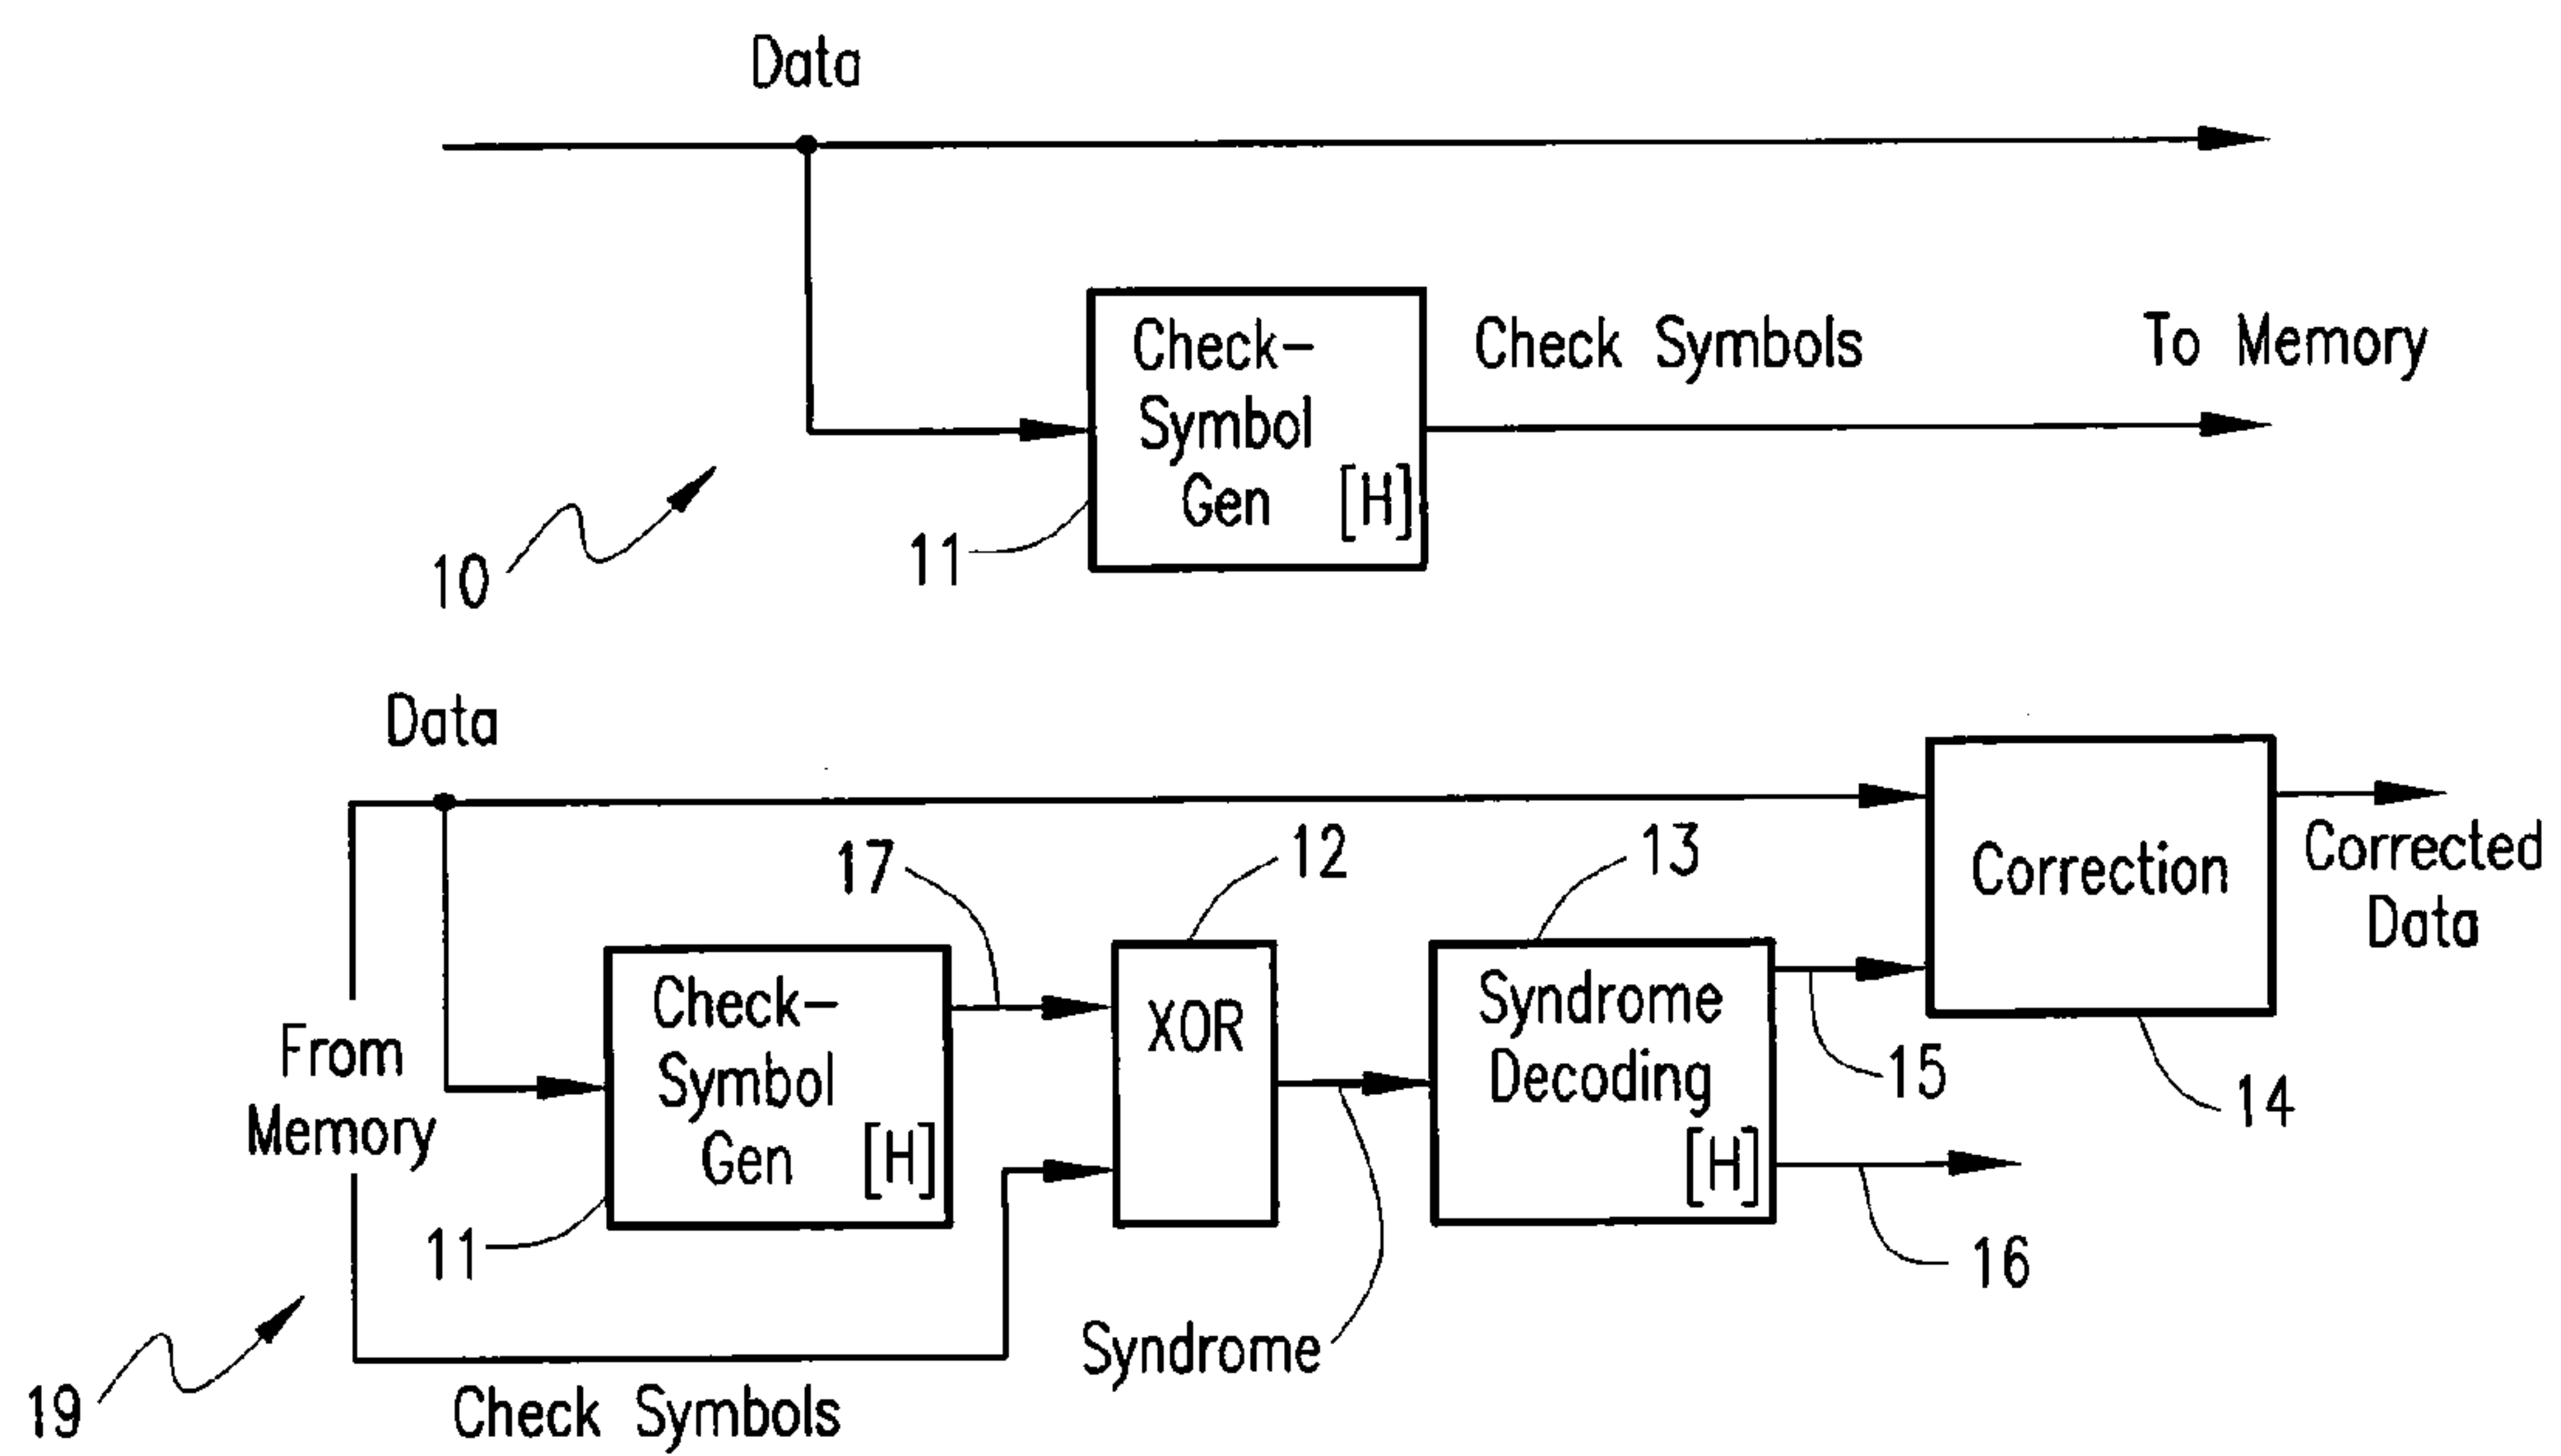 Data
Check-
Symbol
Gen [H]
Check Symbols
To Memory
11
10
Data
17
12
13
Correction
Corrected
Data
From
Memory
Check-
Symbol
Gen [H]
XOR
Syndrome
Decoding
[H]
15
14
11
16
Syndrome
19
Check Symbols